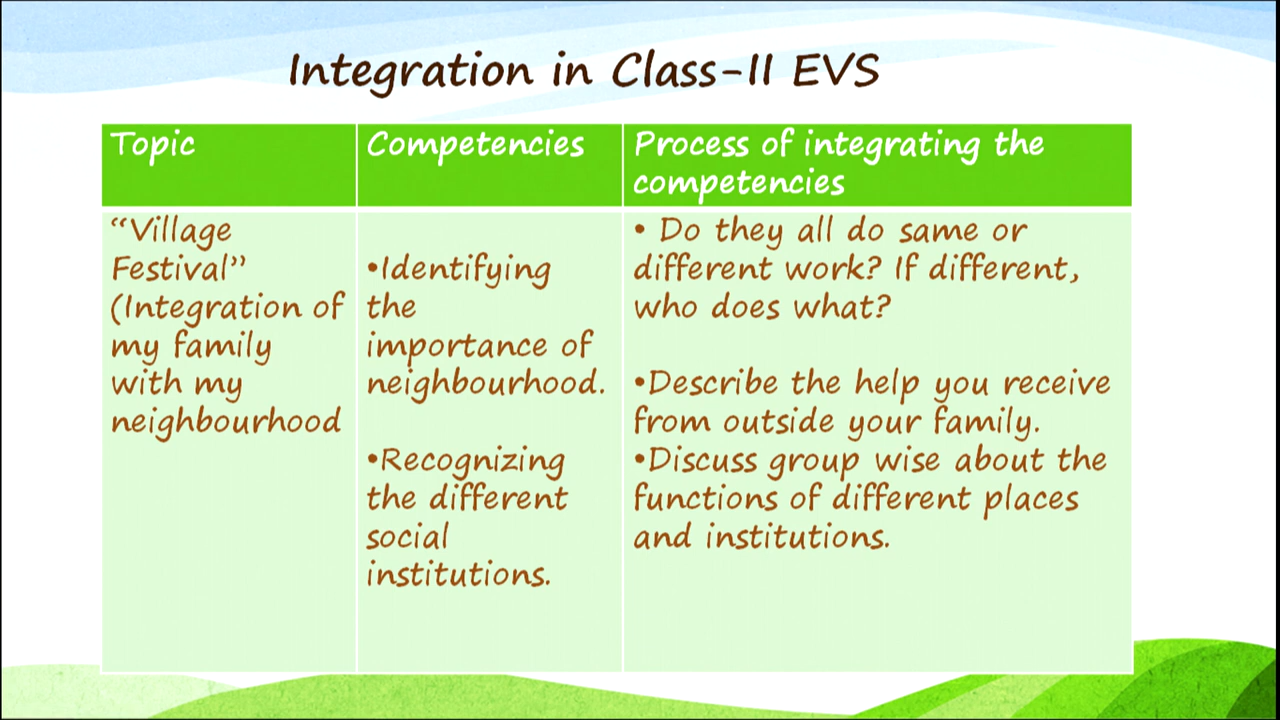 Integration in Class-II EVS
Topic
Competencies
Process of integrating the
competencies
“Village
Festival”
(Integration of
my family
with my
neighbourhood
•Identifying
the
importance of
neighbourhood.
•Recognizing
the different
social
institutions.
• Do they all do same or
different work? If different,
who does what?
•Describe the help you receive
from outside your family.
•Discuss group wise about the
functions of different places
and institutions.